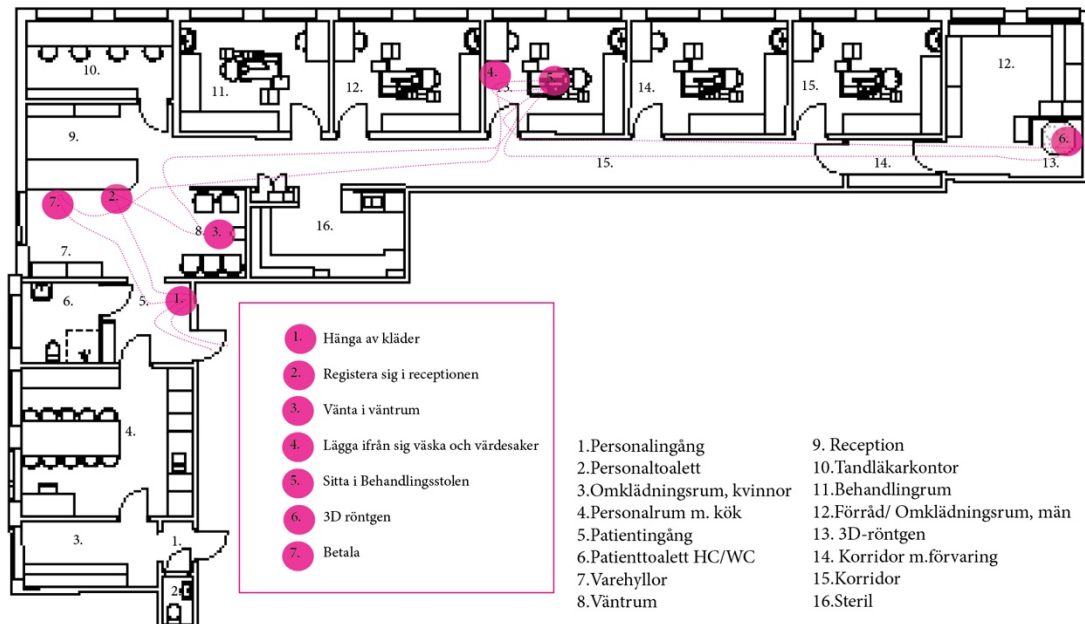 10.
11.
12.
4.
5.
15.
14.
15.
12.
9.
6.
13.
15.
14.
7.
2.
8.
3.
16.
7.
6.
5.
1.
4.
3.
1.
2
1.
Hänga av kläder
2.
Registera sig i receptionen
3.
Vänta i väntrum
4.
Lägga ifrån sig väska och värdesaker
5.
Sitta i Behandlingsstolen
6.
3D röntgen
7.
Betala
1.Personalingång
2.Personaltoalett
3.Omklädningsrum, kvinnor
4.Personalrum m. kök
5.Patientingång
6.Patienttoalett HC/WC
7.Varehyllor
8.Väntrum
9. Reception
10.Tandläkarkontor
11.Behandlingrum
12.Förråd/ Omklädningsrum, män
13. 3D-röntgen
14. Korridor m.förvaring
15.Korridor
16.Steril